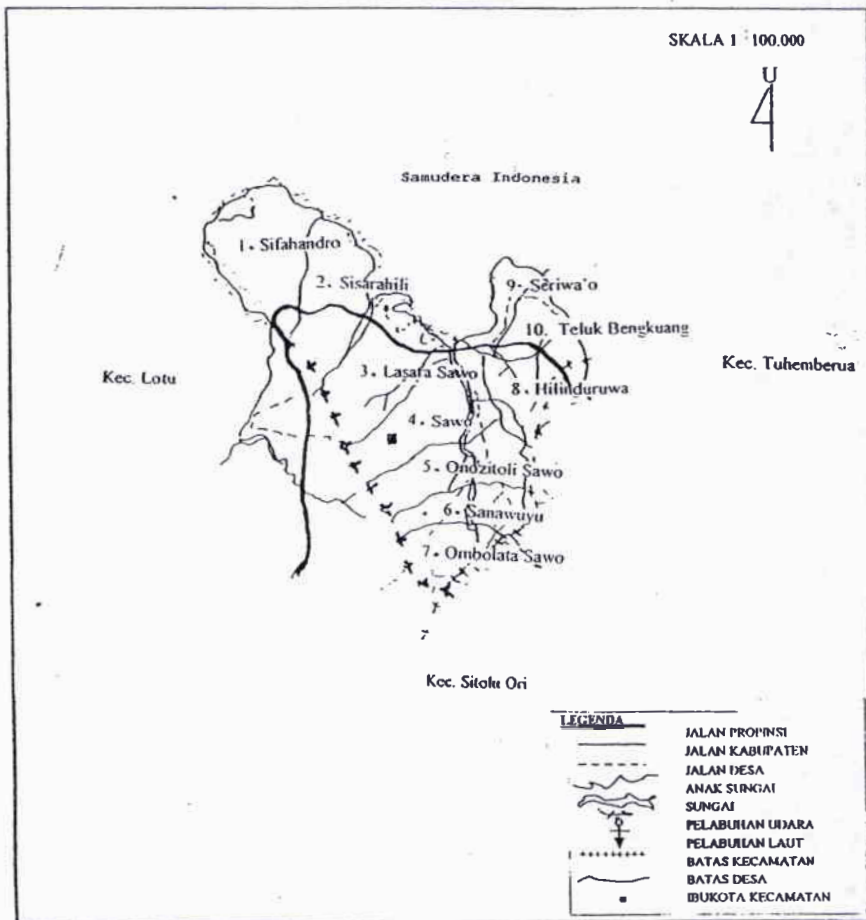 SKALA 1 100.000
U
Samudera Indonesia
1. Sifahandro
2. Sisarahili
9. Seriwa'o
10. Teluk Bengkuang
Kec. Tuhemberua
Kec. Lotu
3. Lasara Sawo
8. Hilinduruwa
4. Sawo
5. Onozitoli Sawo
6. Sanawuyu
7. Ombolata Sawo
Kec. Sitolu Ori
LEGENDA
JALAN PROPINSI
JALAN KABUPATEN
JALAN DESA
ANAK SUNGAI
SUNGAI
PELABUHAN UDARA
PELABUHAN LAUT
BATAS KECAMATAN
BATAS DESA
IBUKOTA KECAMATAN